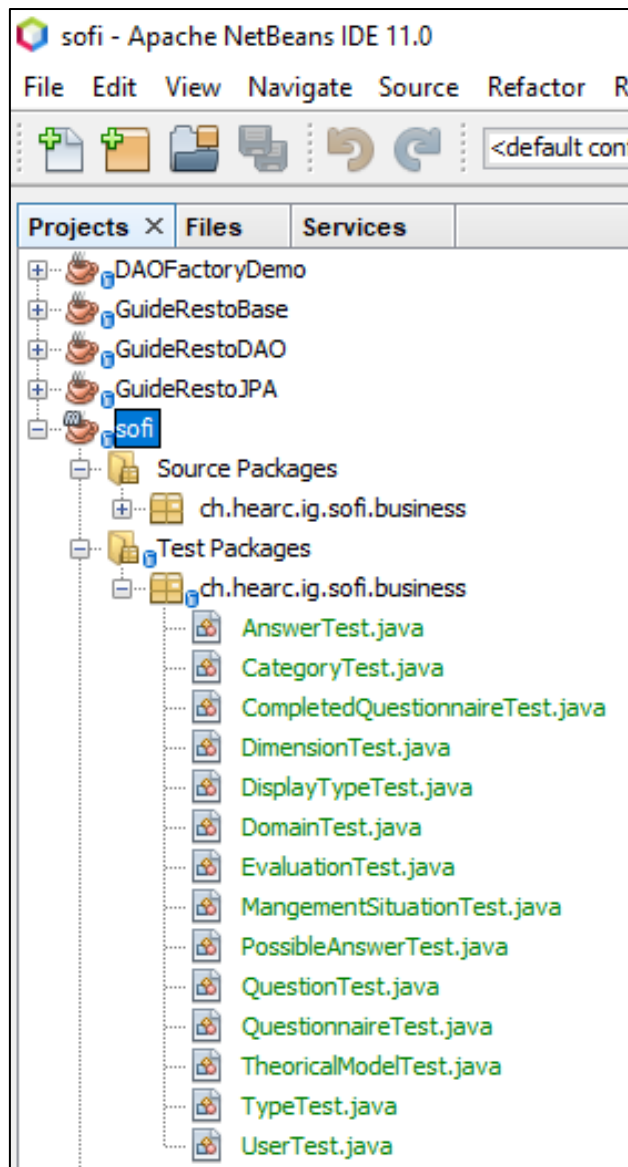 sofi - Apache NetBeans IDE 11.0
File Edit View Navigate Source Refactor R
<default con
Projects × Files Services
DAOFactoryDemo
GuideRestoBase
GuideRestoDAO
GuideRestoJPA
sofi
Source Packages
ch.hearc.ig.sofi.business
Test Packages
ch.hearc.ig.sofi.business
AnswerTest.java
CategoryTest.java
CompletedQuestionnaireTest.java
DimensionTest.java
DisplayTypeTest.java
DomainTest.java
EvaluationTest.java
MangementSituationTest.java
PossibleAnswerTest.java
QuestionTest.java
QuestionnaireTest.java
TheoricalModelTest.java
TypeTest.java
UserTest.java